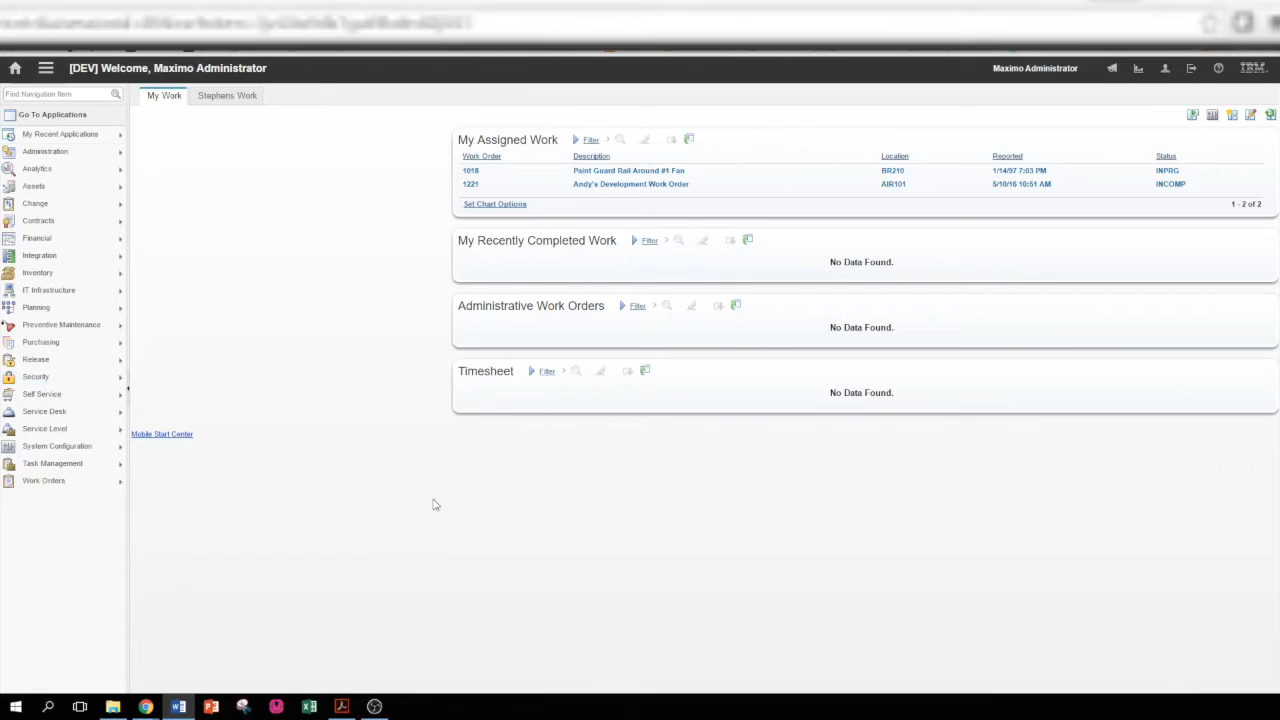 [DEV] Welcome, Maximo Administrator
Maximo Administrator
IBM
Find Navigation Item
My Work
Stephens Work
Go To Applications
My Recent Applications
Administration
Analytics
Assets
Change
Contracts
Financial
Integration
Inventory
IT Infrastructure
Planning
Preventive Maintenance
Purchasing
Release
Security
Self Service
Service Desk
Service Level
System Configuration
Task Management
Work Orders
Mobile Start Center
My Assigned Work Filter
Work Order Description Location Reported Status
1018 Paint Guard Rail Around #1 Fan BR210 1/14/97 7:03 PM INPRG
1221 Andy's Development Work Order AIR101 5/10/16 10:51 AM INCOMP
Set Chart Options 1 - 2 of 2
My Recently Completed Work Filter
No Data Found.
Administrative Work Orders Filter
No Data Found.
Timesheet Filter
No Data Found.